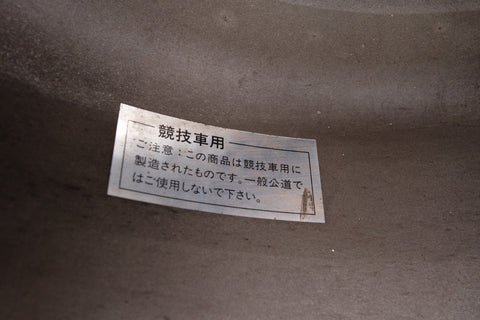 競技車用
ご注意：この商品は競技車用に
製造されたものです。一般公道で
はご使用しないで下さい。